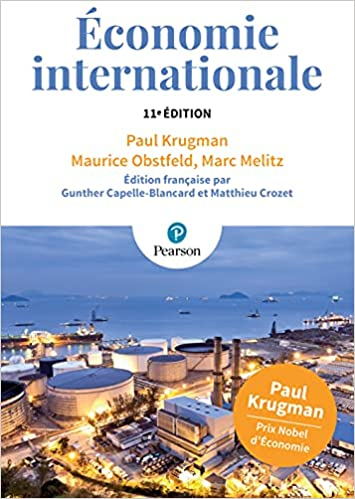 Économie
internationale
11e ÉDITION
Paul Krugman
Maurice Obstfeld, Marc Melitz
Édition française par
Gunther Capelle-Blancard et Matthieu Crozet
P
Pearson
Paul
Krugman
Prix Nobel
d'Économie